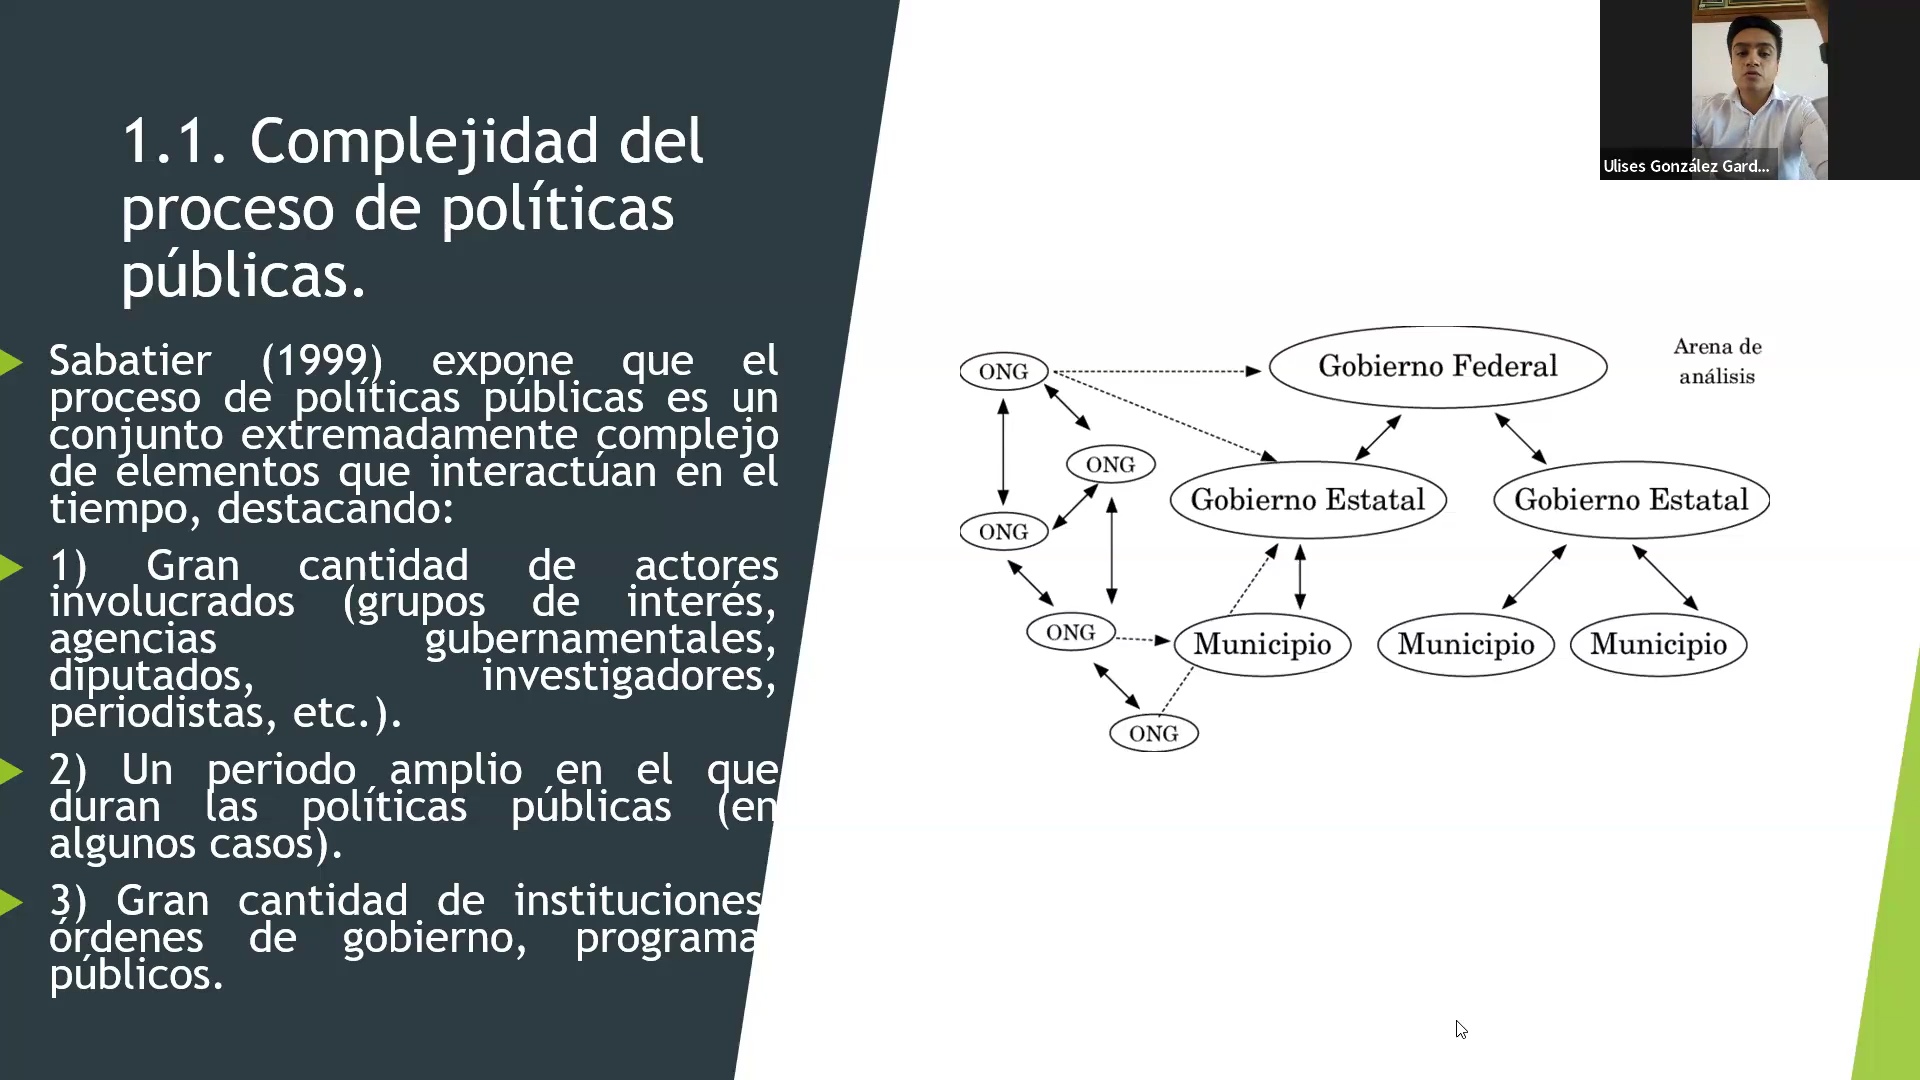 1.1. Complejidad del
proceso de políticas
públicas.
Sabatier (1999) expone que el
proceso de políticas públicas es un
conjunto extremadamente complejo
de elementos que interactúan en el
tiempo, destacando:
1) Gran cantidad de actores
involucrados (grupos de interés,
agencias gubernamentales,
diputados, investigadores,
periodistas, etc.).
2) Un periodo amplio en el que
duran las políticas públicas (en
algunos casos).
3) Gran cantidad de instituciones
órdenes de gobierno, programa
públicos.
Ulises González Gard...
Arena de
análisis
ONG
Gobierno Federal
ONG
Gobierno Estatal
Gobierno Estatal
ONG
ONG
Municipio
Municipio
Municipio
ONG